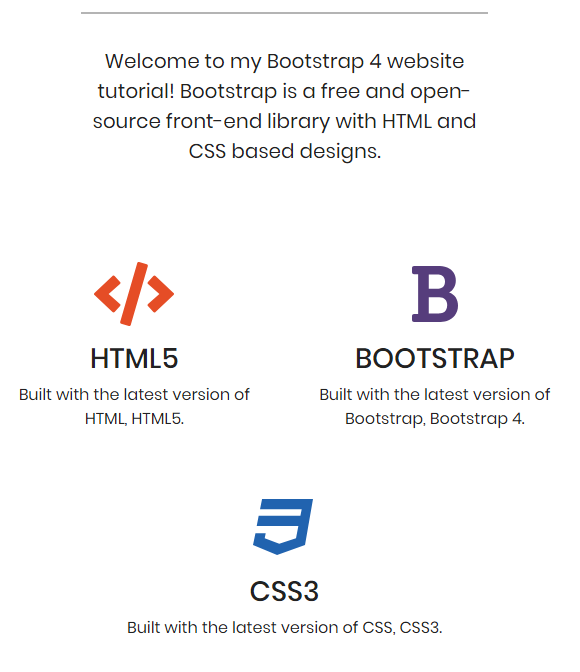 Welcome to my Bootstrap 4 website
tutorial! Bootstrap is a free and open-
source front-end library with HTML and
CSS based designs.
</>
B
HTML5
BOOTSTRAP
Built with the latest version of
HTML, HTML5.
Built with the latest version of
Bootstrap, Bootstrap 4.
CSS3
Built with the latest version of CSS, CSS3.